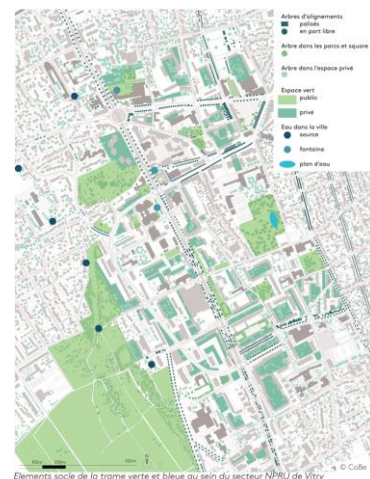 Arbres d'alignements
palissés
en port libre
Arbre dans les parcs et square
Arbre dans l'espace privé
Espace vert
public
privé
Eau dans la ville
source
fontaine
plan d'eau
N
© CoBe
Elements socle de la trame verte et bleue au sein du secteur NPRU de Vitry